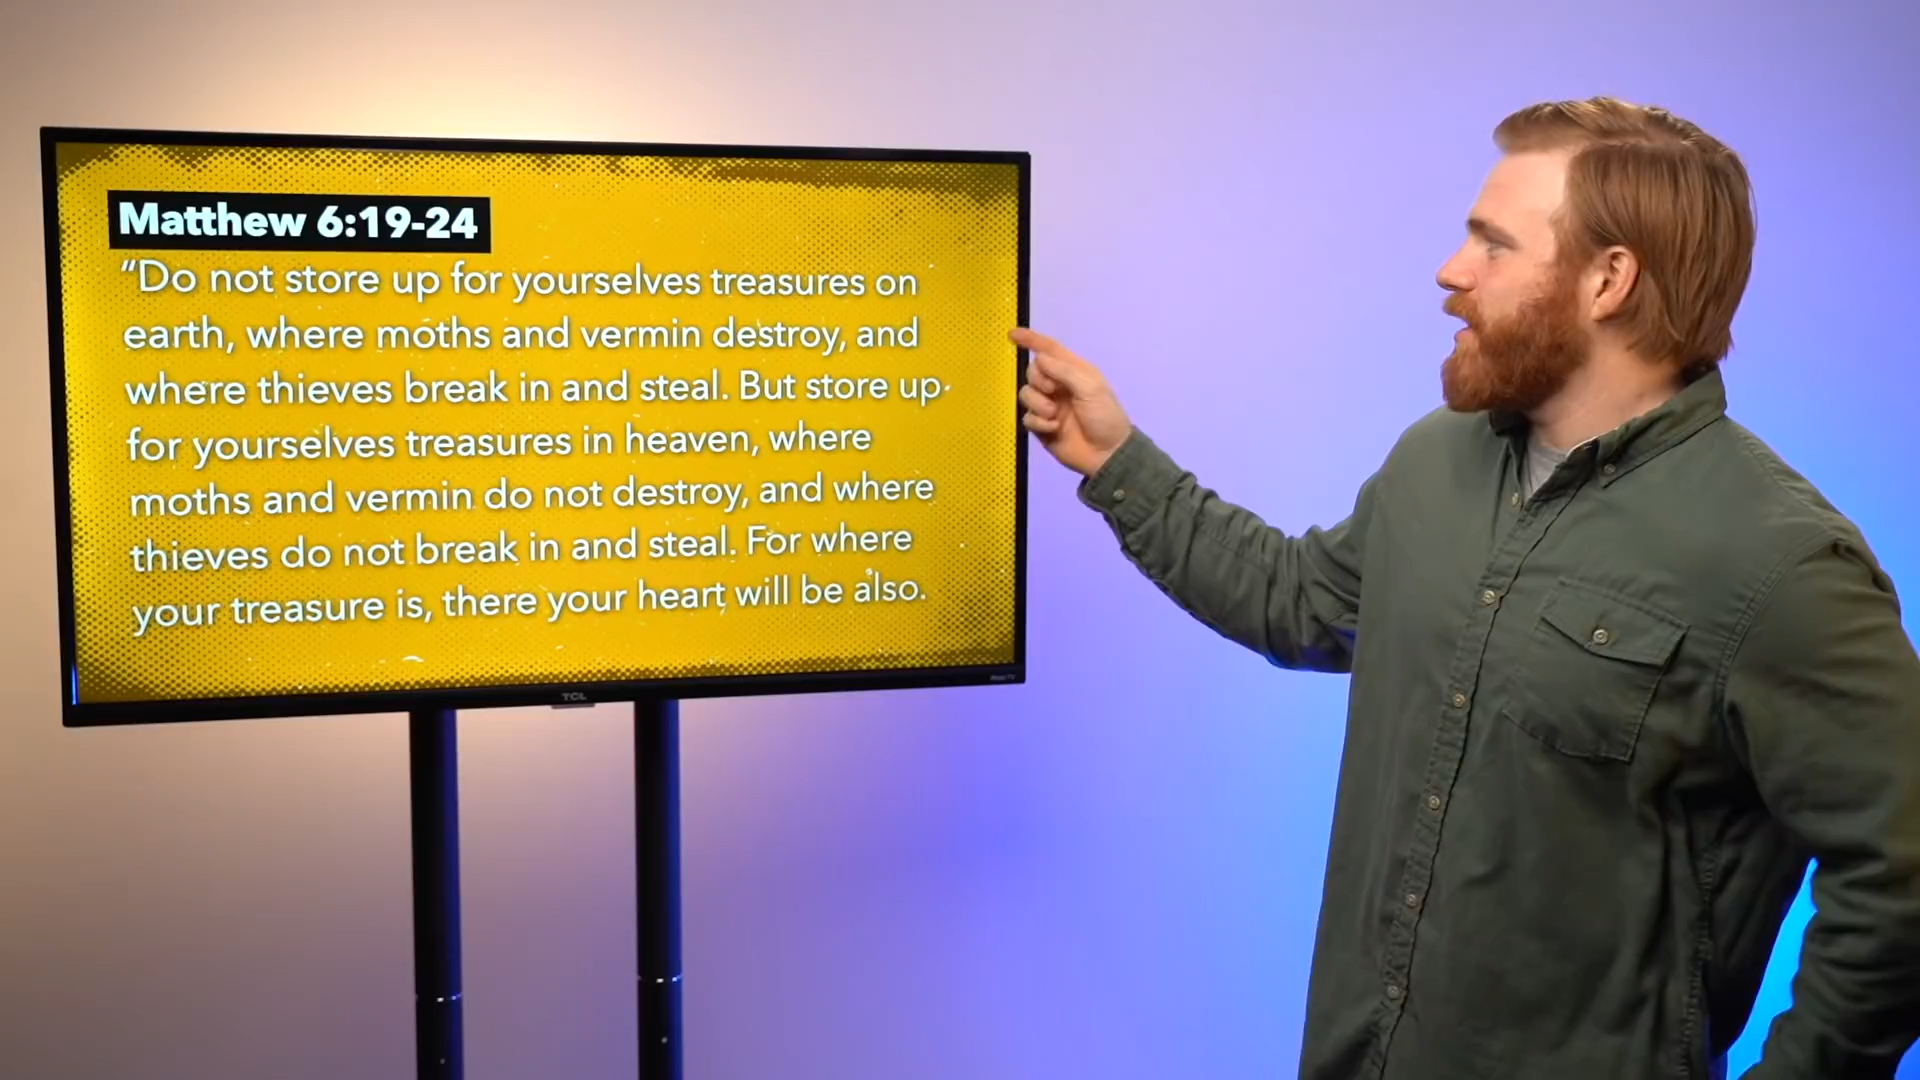 Matthew 6:19-24
“Do not store up for yourselves treasures on
earth, where moths and vermin destroy, and
where thieves break in and steal. But store up
for yourselves treasures in heaven, where
moths and vermin do not destroy, and where
thieves do not break in and steal. For where
your treasure is, there your heart will be also.
TCL
Roku TV